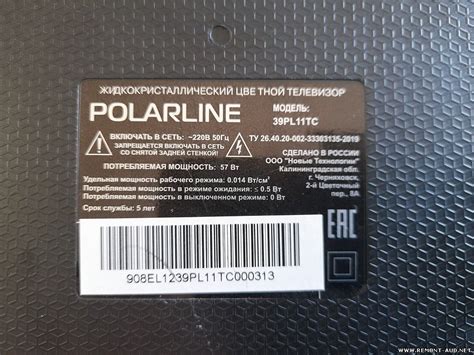 ЖИДКОКРИСТАЛЛИЧЕСКИЙ ЦВЕТНОЙ ТЕЛЕВИЗОР
POLARLINE
МОДЕЛЬ:
39PL11TC
ВКЛЮЧАТЬ В СЕТЬ: ~220В 50Гц
ЗАПРЕЩАЕТСЯ ВКЛЮЧАТЬ
СО СНЯТОЙ ЗАДНЕЙ СТЕНКОЙ!
ТУ 26.40.20-002-33363135-2019
СДЕЛАНО В РОССИИ
ООО "Новые Технологии"
Калининградская обл.
г. Черняховск,
2-й Цветочный
пер., 8А
ПОТРЕБЛЯЕМАЯ МОЩНОСТЬ: 57 Вт
Удельная мощность рабочего режима: 0.014 Вт/см²
Потребляемая мощность в режиме ожидания: ≤ 0.5 Вт
Потребляемая мощность в выключенном режиме: 0 Вт
Срок службы: 5 лет
EAC
908EL1239PL11TC000313
WWW.REMONT-AUD.NET